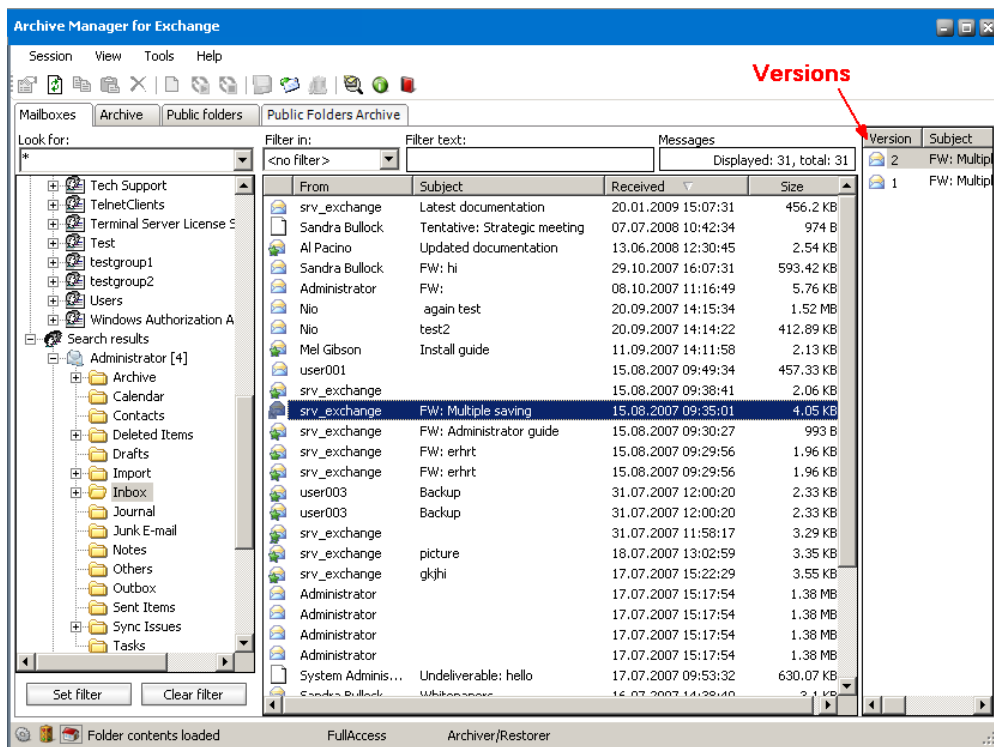 Archive Manager for Exchange
Session View Tools Help
Versions
Mailboxes Archive Public folders Public Folders Archive
Look for:
*
Filter in: Filter text: Messages
<no filter> Displayed: 31, total: 31
Tech Support
TelnetClients
Terminal Server License S
Test
testgroup1
testgroup2
Users
Windows Authorization A
Search results
Administrator [4]
Archive
Calendar
Contacts
Deleted Items
Drafts
Import
Inbox
Journal
Junk E-mail
Notes
Others
Outbox
Sent Items
Sync Issues
Tasks
Set filter Clear filter
From Subject Received Size
srv_exchange Latest documentation 20.01.2009 15:07:31 456.2 KB
Sandra Bullock Tentative: Strategic meeting 07.07.2008 10:42:34 974 B
Al Pacino Updated documentation 13.06.2008 12:30:45 2.54 KB
Sandra Bullock FW: hi 29.10.2007 16:07:31 593.42 KB
Administrator FW: 08.10.2007 11:16:49 5.76 KB
Nio again test 20.09.2007 14:15:34 1.52 MB
Nio test2 20.09.2007 14:14:22 412.89 KB
Mel Gibson Install guide 11.09.2007 14:11:58 2.13 KB
user001 15.08.2007 09:49:34 457.33 KB
srv_exchange 15.08.2007 09:38:41 2.06 KB
srv_exchange FW: Multiple saving 15.08.2007 09:35:01 4.05 KB
srv_exchange FW: Administrator guide 15.08.2007 09:30:27 993 B
srv_exchange FW: erhrt 15.08.2007 09:29:56 1.96 KB
srv_exchange FW: erhrt 15.08.2007 09:29:56 1.96 KB
user003 Backup 31.07.2007 12:00:20 2.33 KB
user003 Backup 31.07.2007 12:00:20 2.33 KB
srv_exchange 31.07.2007 11:58:17 3.29 KB
srv_exchange picture 18.07.2007 13:02:59 3.35 KB
srv_exchange gkjhi 17.07.2007 15:22:29 3.55 KB
Administrator 17.07.2007 15:17:54 1.38 MB
Administrator 17.07.2007 15:17:54 1.38 MB
Administrator 17.07.2007 15:17:54 1.38 MB
Administrator 17.07.2007 15:17:54 1.38 MB
System Adminis... Undeliverable: hello 17.07.2007 09:53:32 630.07 KB
Sandra Bullock Whitepapers 16.07.2007 14:38:40 3.1 KB
Version Subject
2 FW: Multipl
1 FW: Multipl
Folder contents loaded FullAccess Archiver/Restorer